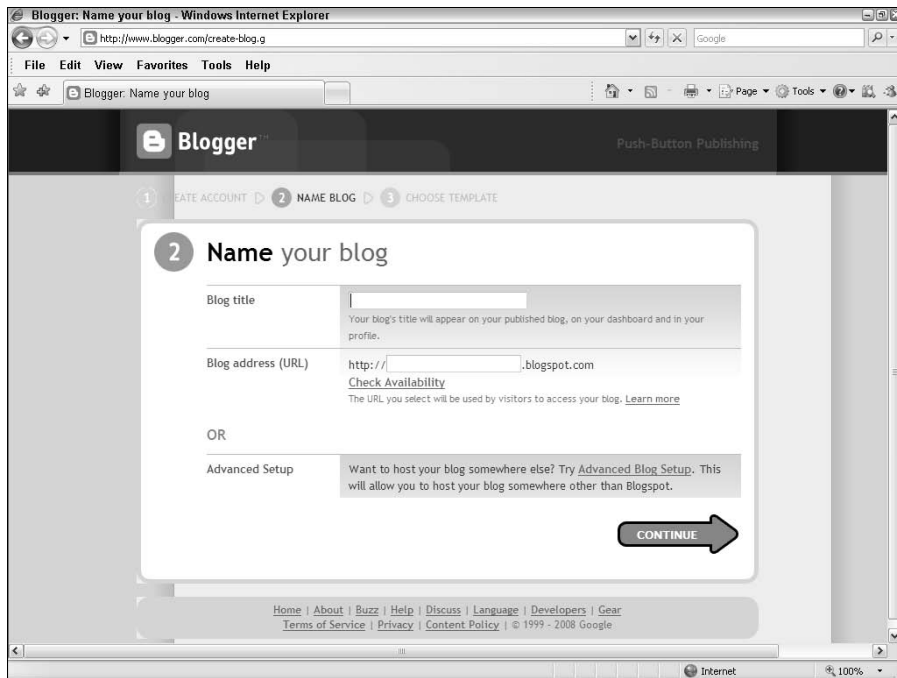 Blogger: Name your blog - Windows Internet Explorer
http://www.blogger.com/create-blog.g
Google
File Edit View Favorites Tools Help
Blogger: Name your blog
Page Tools
Blogger™
Push-Button Publishing
1 EATE ACCOUNT 2 NAME BLOG 3 CHOOSE TEMPLATE
2 Name your blog
Blog title
Your blog's title will appear on your published blog, on your dashboard and in your
profile.
Blog address (URL)
http:// .blogspot.com
Check Availability
The URL you select will be used by visitors to access your blog. Learn more
OR
Advanced Setup
Want to host your blog somewhere else? Try Advanced Blog Setup. This
will allow you to host your blog somewhere other than Blogspot.
CONTINUE
Home | About | Buzz | Help | Discuss | Language | Developers | Gear
Terms of Service | Privacy | Content Policy | © 1999 - 2008 Google
Internet 100%